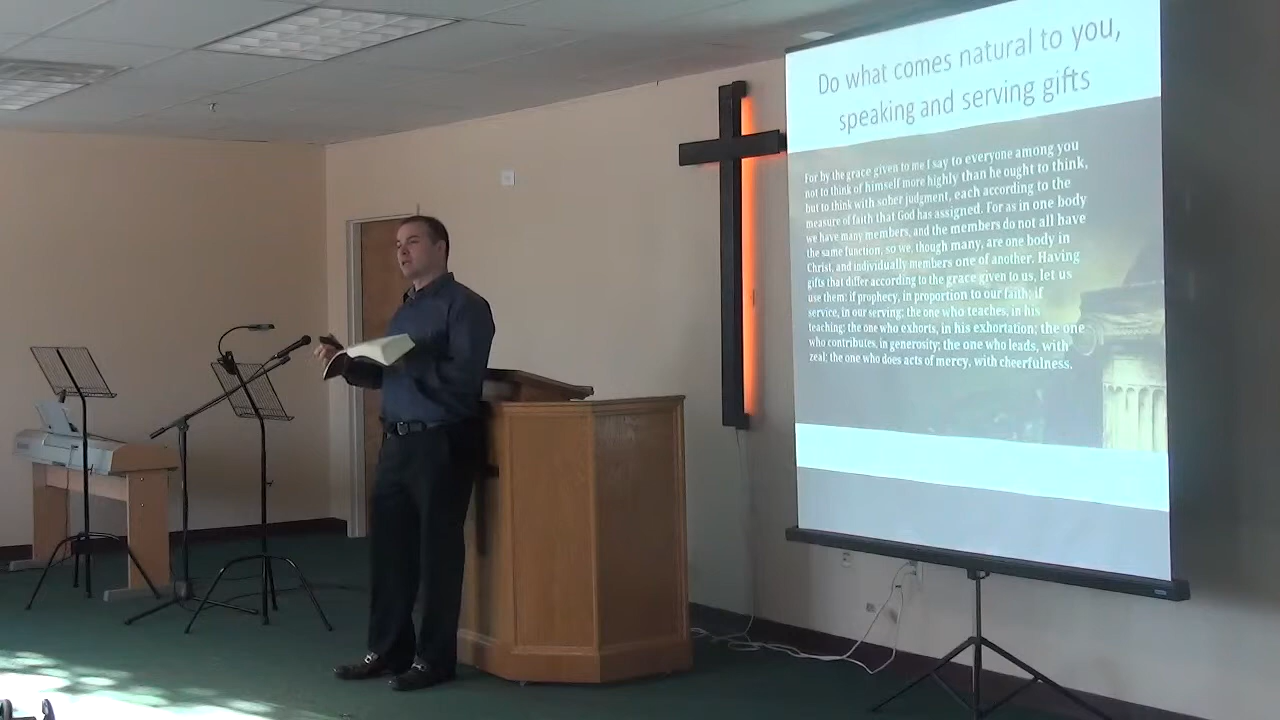 Do what comes natural to you,
speaking and serving gifts
For by the grace given to me I say to everyone among you
not to think of himself more highly than he ought to think,
but to think with sober judgment, each according to the
measure of faith that God has assigned. For as in one body
we have many members, and the members do not all have
the same function, so we, though many, are one body in
Christ, and individually members one of another. Having
gifts that differ according to the grace given to us, let us
use them: if prophecy, in proportion to our faith; if
service, in our serving; the one who teaches, in his
teaching; the one who exhorts, in his exhortation; the one
who contributes, in generosity; the one who leads, with
zeal; the one who does acts of mercy, with cheerfulness.